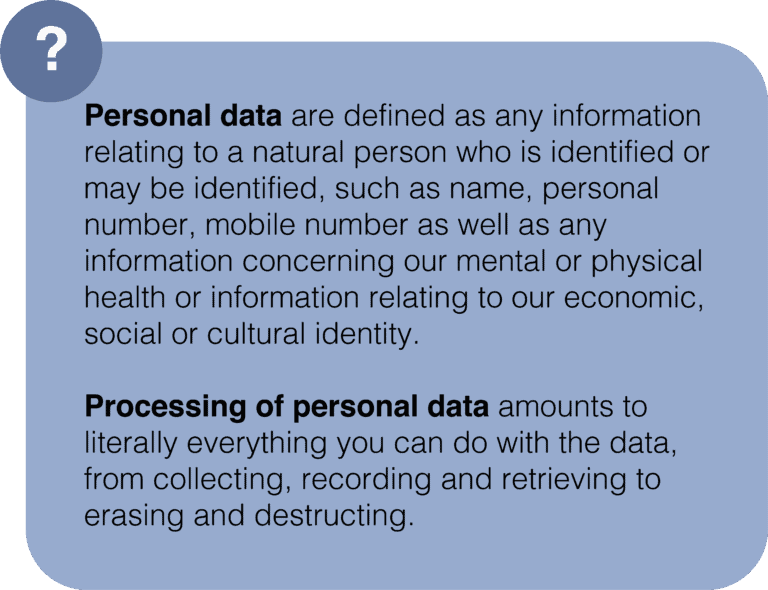 ?
Personal data are defined as any information
relating to a natural person who is identified or
may be identified, such as name, personal
number, mobile number as well as any
information concerning our mental or physical
health or information relating to our economic,
social or cultural identity.
Processing of personal data amounts to
literally everything you can do with the data,
from collecting, recording and retrieving to
erasing and destructing.